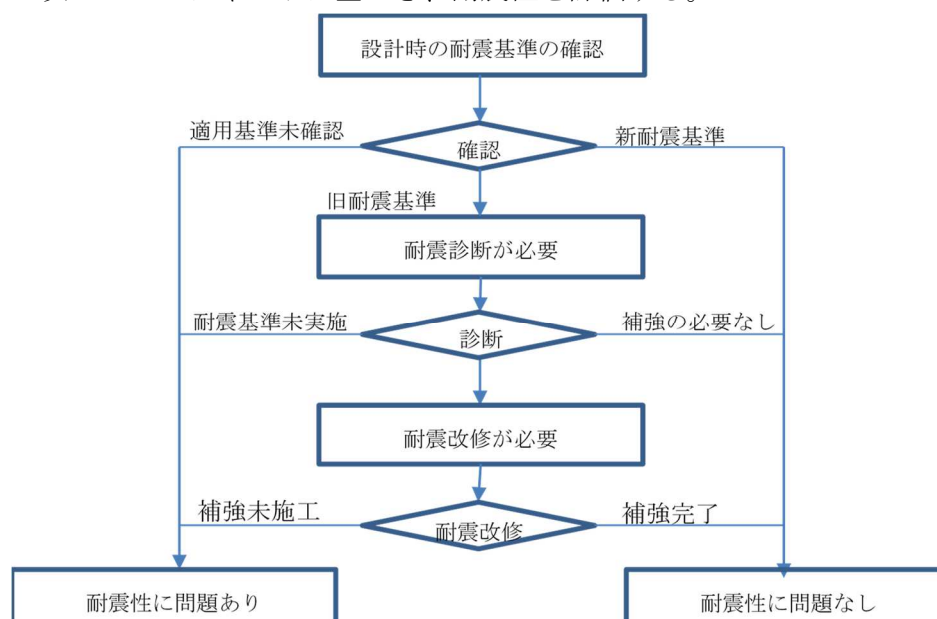 設計時の耐震基準の確認
適用基準未確認
確認
新耐震基準
旧耐震基準
耐震診断が必要
耐震基準未実施
診断
補強の必要なし
耐震改修が必要
補強未施工
耐震改修
補強完了
耐震性に問題あり
耐震性に問題なし